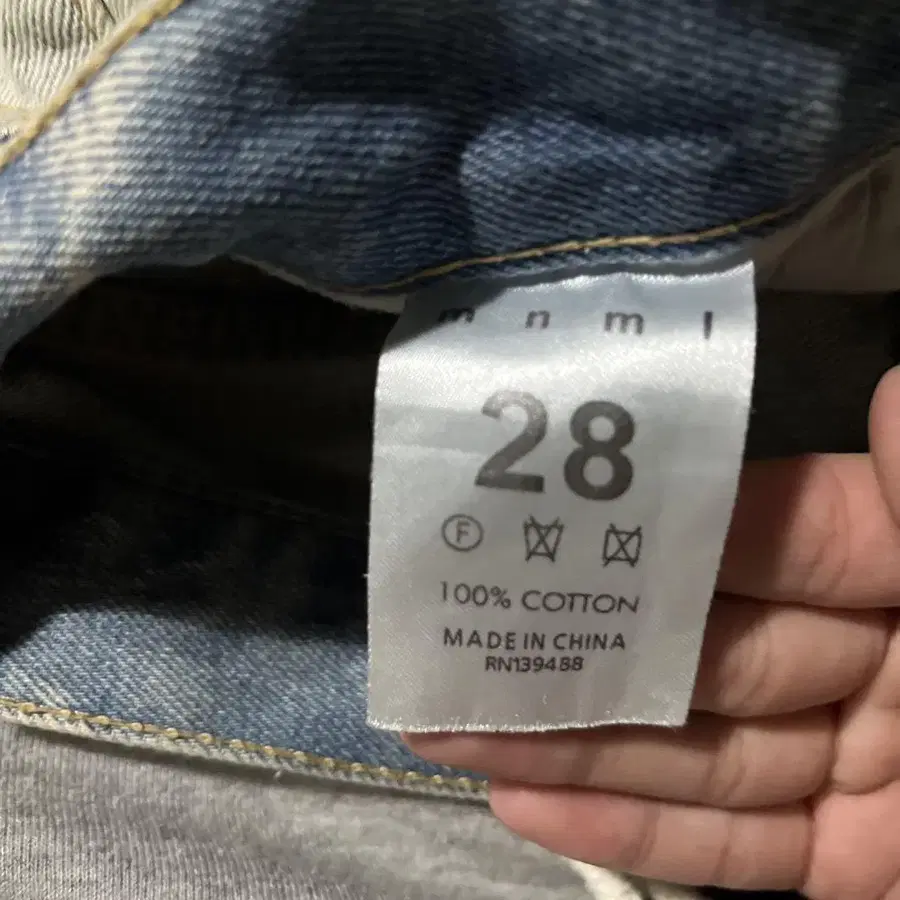 m n m l
28
F
100% COTTON
MADE IN CHINA
RN139488